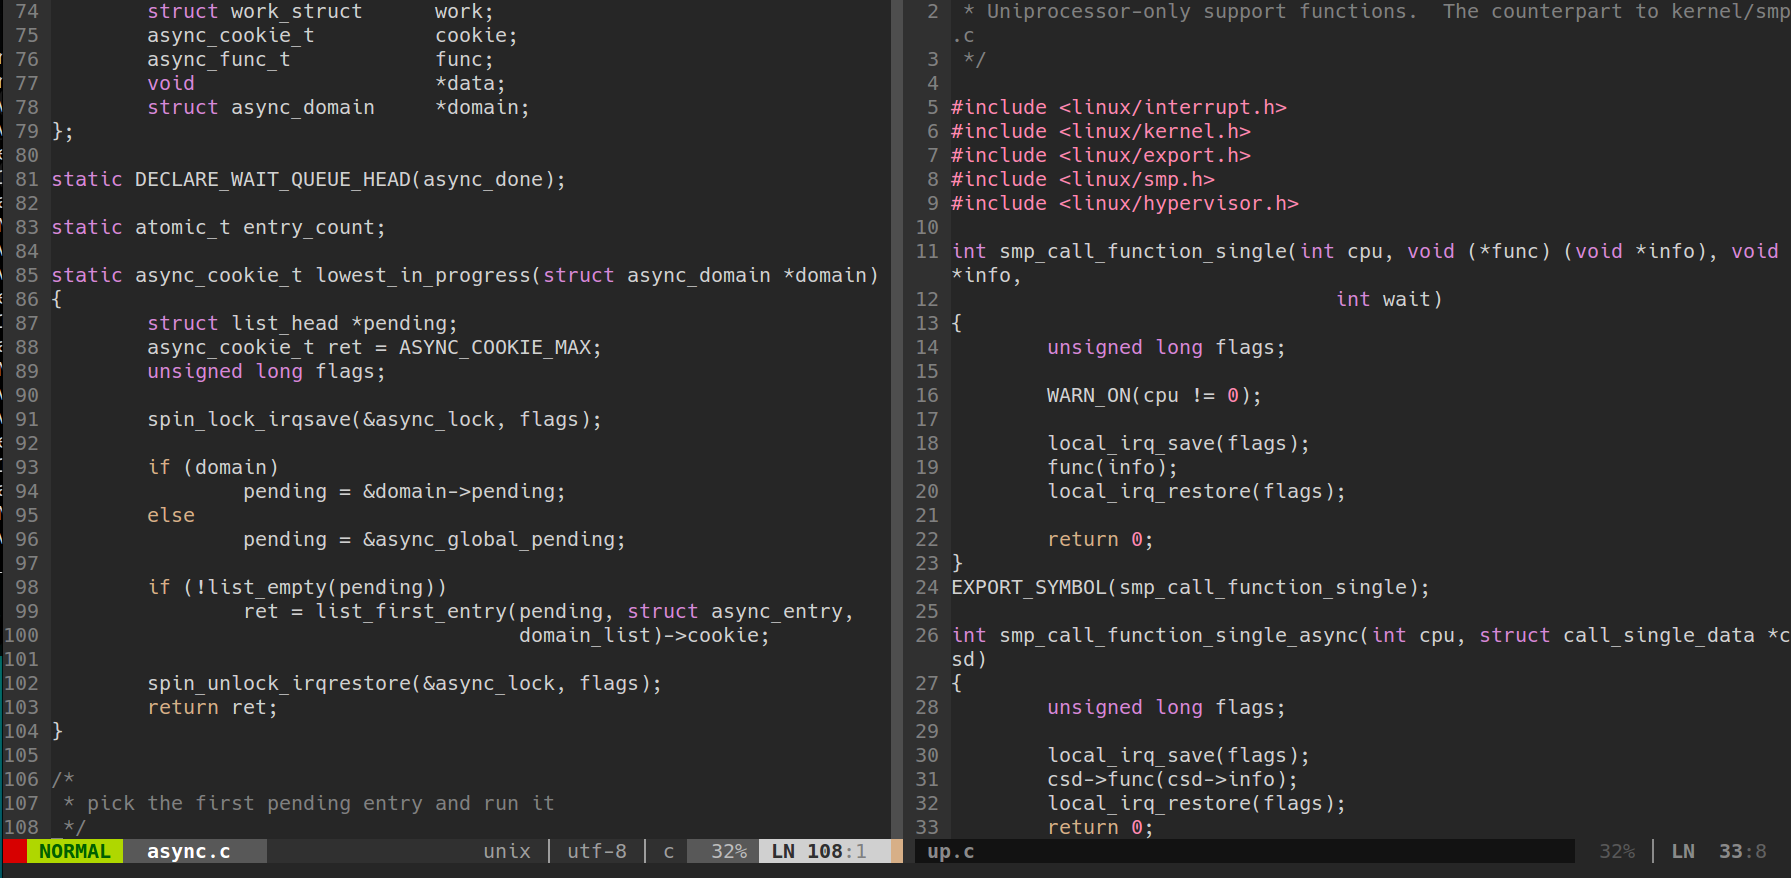 74         struct work_struct      work;
75         async_cookie_t          cookie;
76         async_func_t            func;
77         void                    *data;
78         struct async_domain     *domain;
79 };
80
81 static DECLARE_WAIT_QUEUE_HEAD(async_done);
82
83 static atomic_t entry_count;
84
85 static async_cookie_t lowest_in_progress(struct async_domain *domain)
86 {
87         struct list_head *pending;
88         async_cookie_t ret = ASYNC_COOKIE_MAX;
89         unsigned long flags;
90
91         spin_lock_irqsave(&async_lock, flags);
92
93         if (domain)
94                 pending = &domain->pending;
95         else
96                 pending = &async_global_pending;
97
98         if (!list_empty(pending))
99                 ret = list_first_entry(pending, struct async_entry,
100                                        domain_list)->cookie;
101
102         spin_unlock_irqrestore(&async_lock, flags);
103         return ret;
104 }
105
106 /*
107  * pick the first pending entry and run it
108  */
NORMAL async.c unix | utf-8 | c 32% LN 108:1
2  * Uniprocessor-only support functions.  The counterpart to kernel/smp
.c
3  */
4
5 #include <linux/interrupt.h>
6 #include <linux/kernel.h>
7 #include <linux/export.h>
8 #include <linux/smp.h>
9 #include <linux/hypervisor.h>
10
11 int smp_call_function_single(int cpu, void (*func) (void *info), void
*info,
12                                 int wait)
13 {
14         unsigned long flags;
15
16         WARN_ON(cpu != 0);
17
18         local_irq_save(flags);
19         func(info);
20         local_irq_restore(flags);
21
22         return 0;
23 }
24 EXPORT_SYMBOL(smp_call_function_single);
25
26 int smp_call_function_single_async(int cpu, struct call_single_data *c
sd)
27 {
28         unsigned long flags;
29
30         local_irq_save(flags);
31         csd->func(csd->info);
32         local_irq_restore(flags);
33         return 0;
up.c 32% | LN 33:8